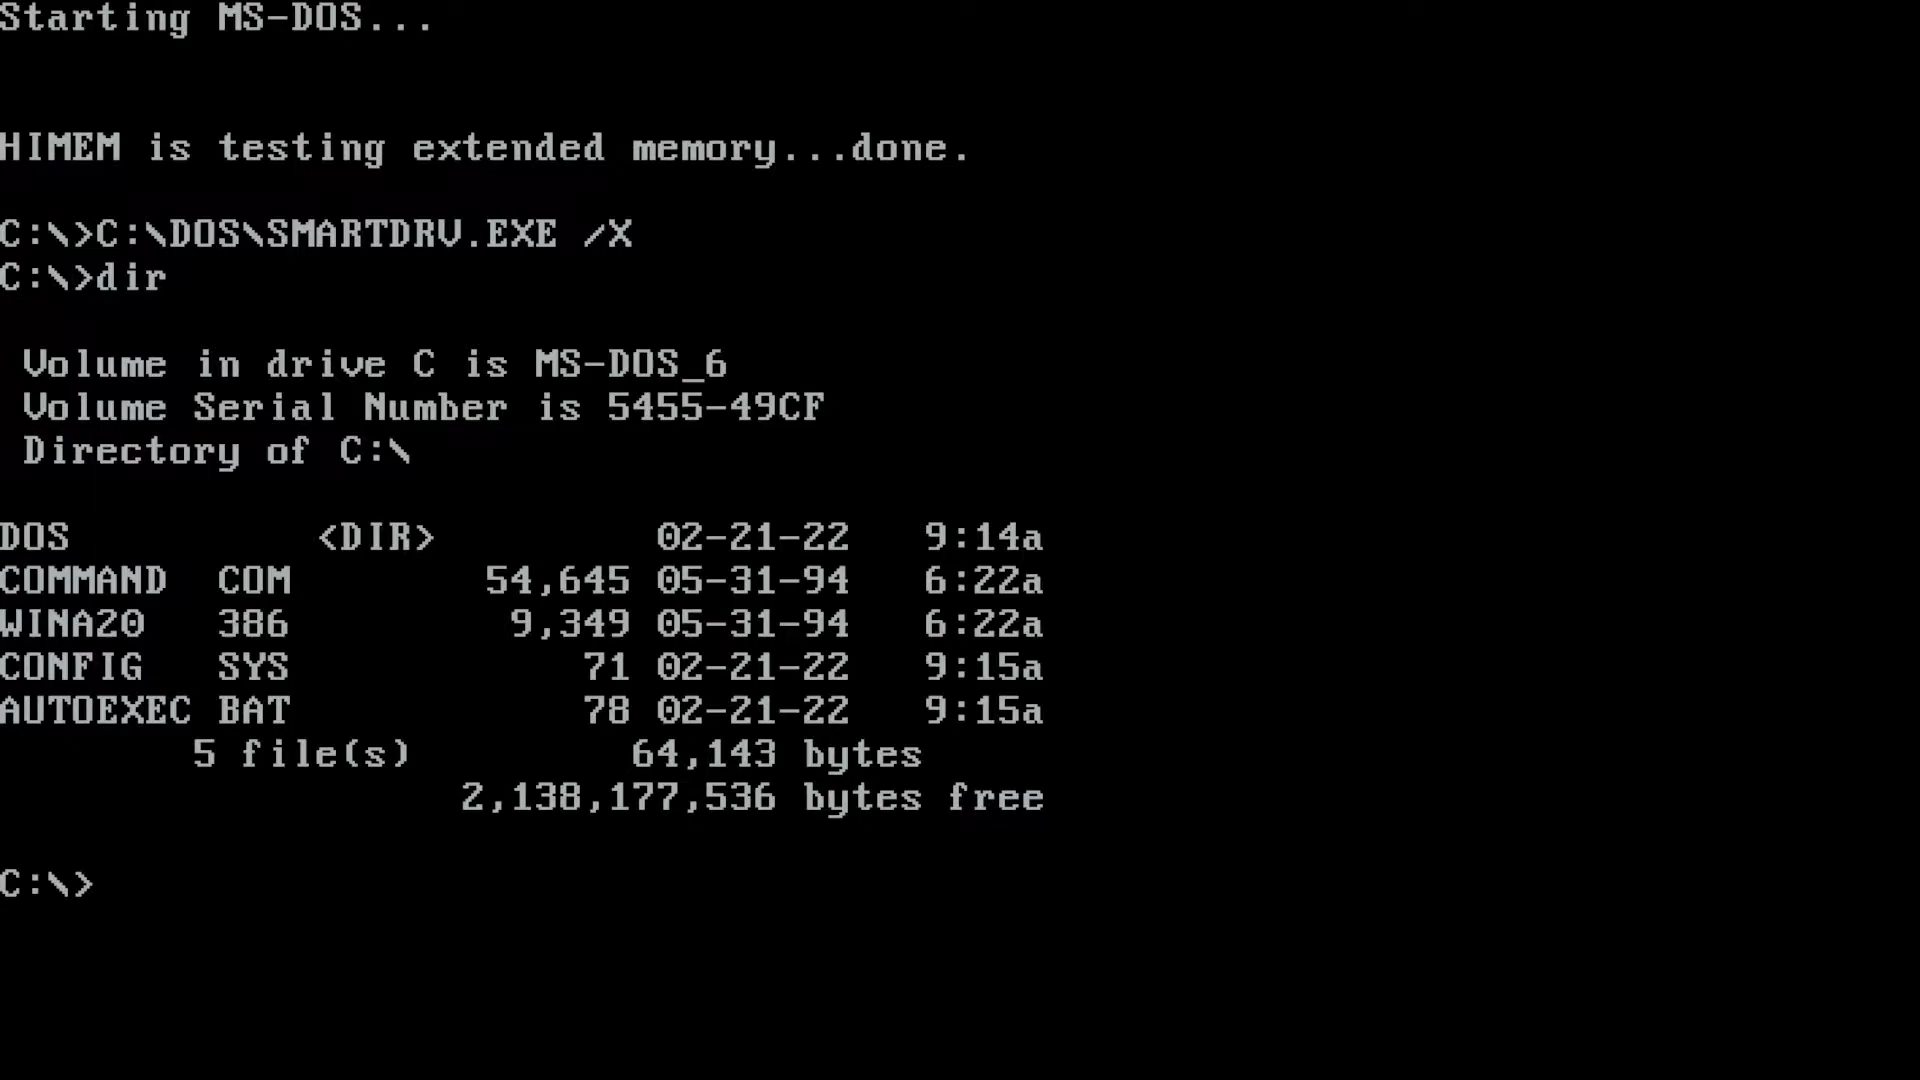 Starting MS-DOS...
HIMEM is testing extended memory...done.
C:\>C:\DOS\SMARTDRV.EXE /X
C:\>dir
Volume in drive C is MS-DOS_6
Volume Serial Number is 5455-49CF
Directory of C:\
DOS <DIR> 02-21-22 9:14a
COMMAND COM 54,645 05-31-94 6:22a
WINA20 386 9,349 05-31-94 6:22a
CONFIG SYS 71 02-21-22 9:15a
AUTOEXEC BAT 78 02-21-22 9:15a
5 file(s) 64,143 bytes
2,138,177,536 bytes free
C:\>